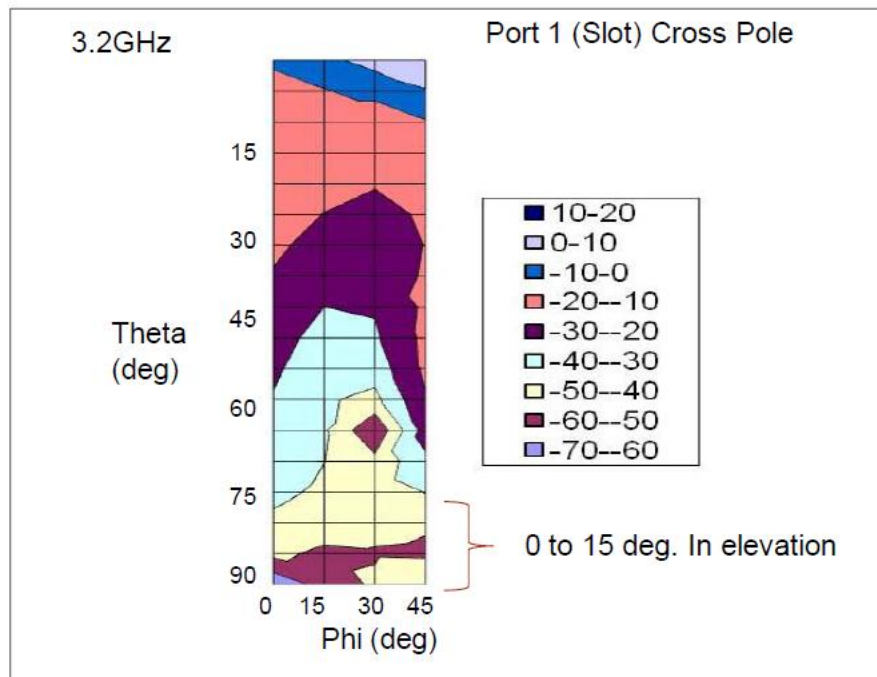 3.2GHz
Port 1 (Slot) Cross Pole
15
30
45
60
75
90
Theta
(deg)
0 15 30 45
Phi (deg)
10-20
0-10
-10-0
-20--10
-30--20
-40--30
-50--40
-60--50
-70--60
0 to 15 deg. In elevation